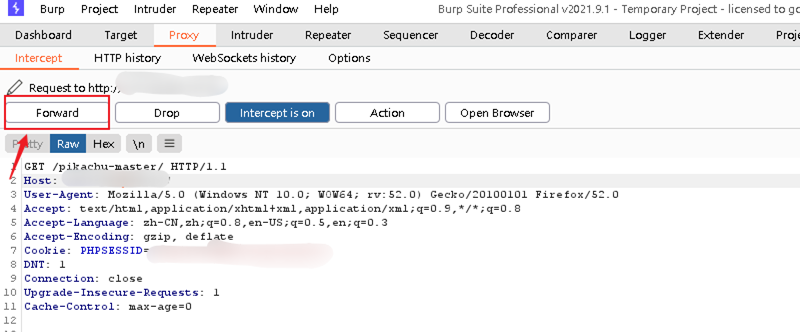 Burp Project Intruder Repeater Window Help Burp Suite Professional v2021.9.1 - Temporary Project - licensed to
Dashboard Target Proxy Intruder Repeater Sequencer Decoder Comparer Logger Extender
Intercept HTTP history WebSockets history Options
Request to http:/
Forward Drop Intercept is on Action Open Browser
Pretty Raw Hex \n
1 GET /pikachu-master/ HTTP/1.1
2 Host:
3 User-Agent: Mozilla/5.0 (Windows NT 10.0; WOW64; rv:52.0) Gecko/20100101 Firefox/52.0
4 Accept: text/html,application/xhtml+xml,application/xml;q=0.9,*/*;q=0.8
5 Accept-Language: zh-CN,zh;q=0.8,en-US;q=0.5,en;q=0.3
6 Accept-Encoding: gzip, deflate
7 Cookie: PHPSESSID=
8 DNT: 1
9 Connection: close
10 Upgrade-Insecure-Requests: 1
11 Cache-Control: max-age=0
12